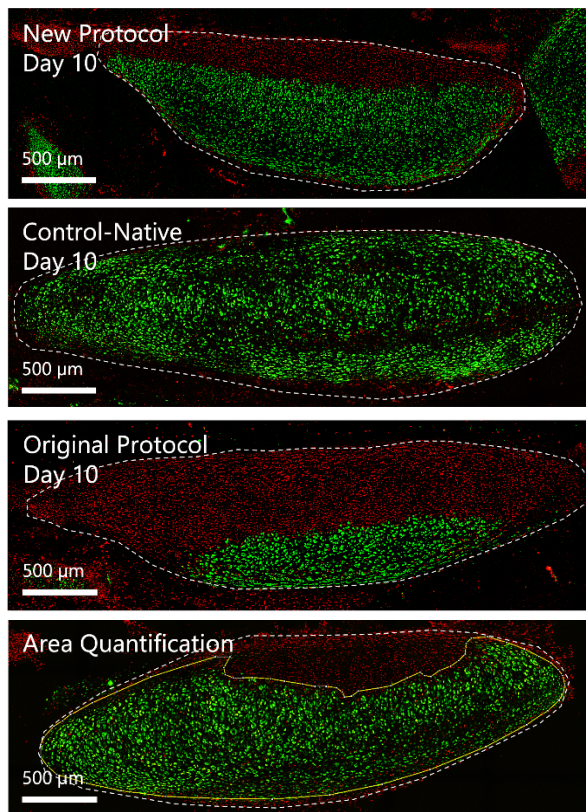 New Protocol
Day 10
500 µm
Control-Native
Day 10
500 µm
Original Protocol
Day 10
500 µm
Area Quantification
500 µm